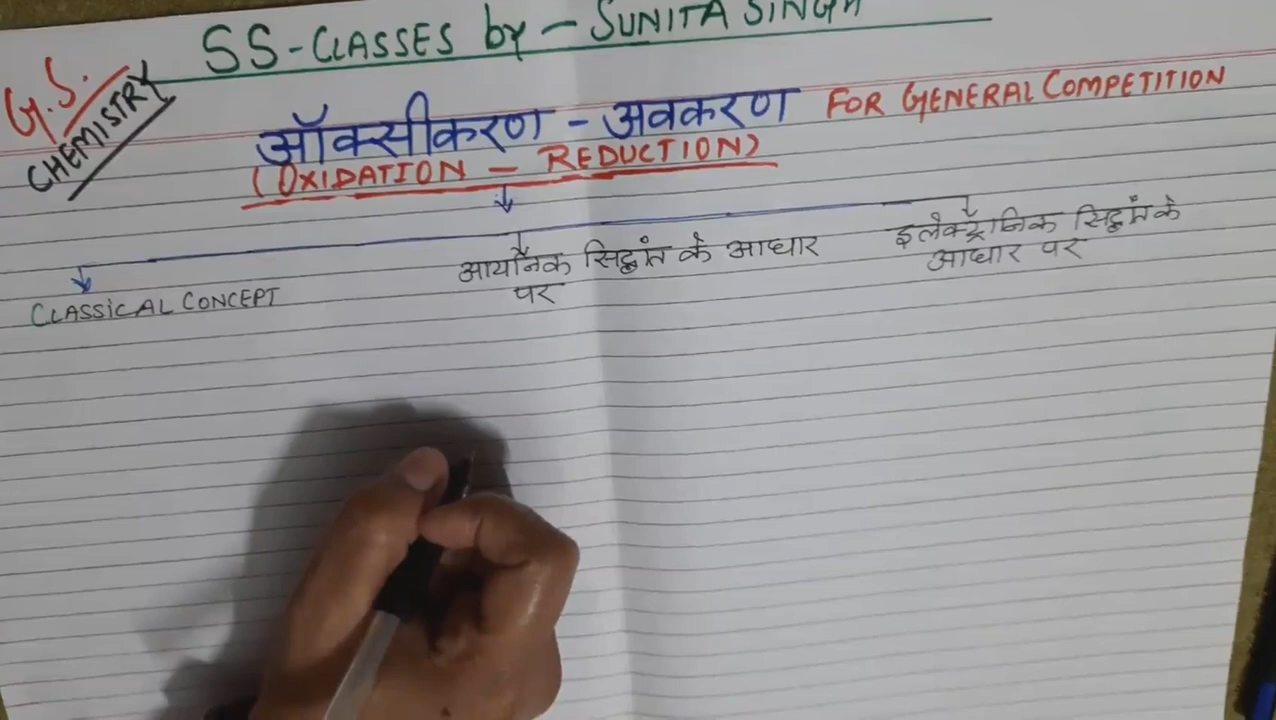 SS-CLASSES by - SUNITA SINGH
G.S.
CHEMISTRY
ऑक्सीकरण - अवकरण FOR GENERAL COMPETITION
(OXIDATION - REDUCTION)
CLASSICAL CONCEPT
आयनिक सिद्धांत के आधार
पर
इलेक्ट्रॉनिक सिद्धांत के
आधार पर